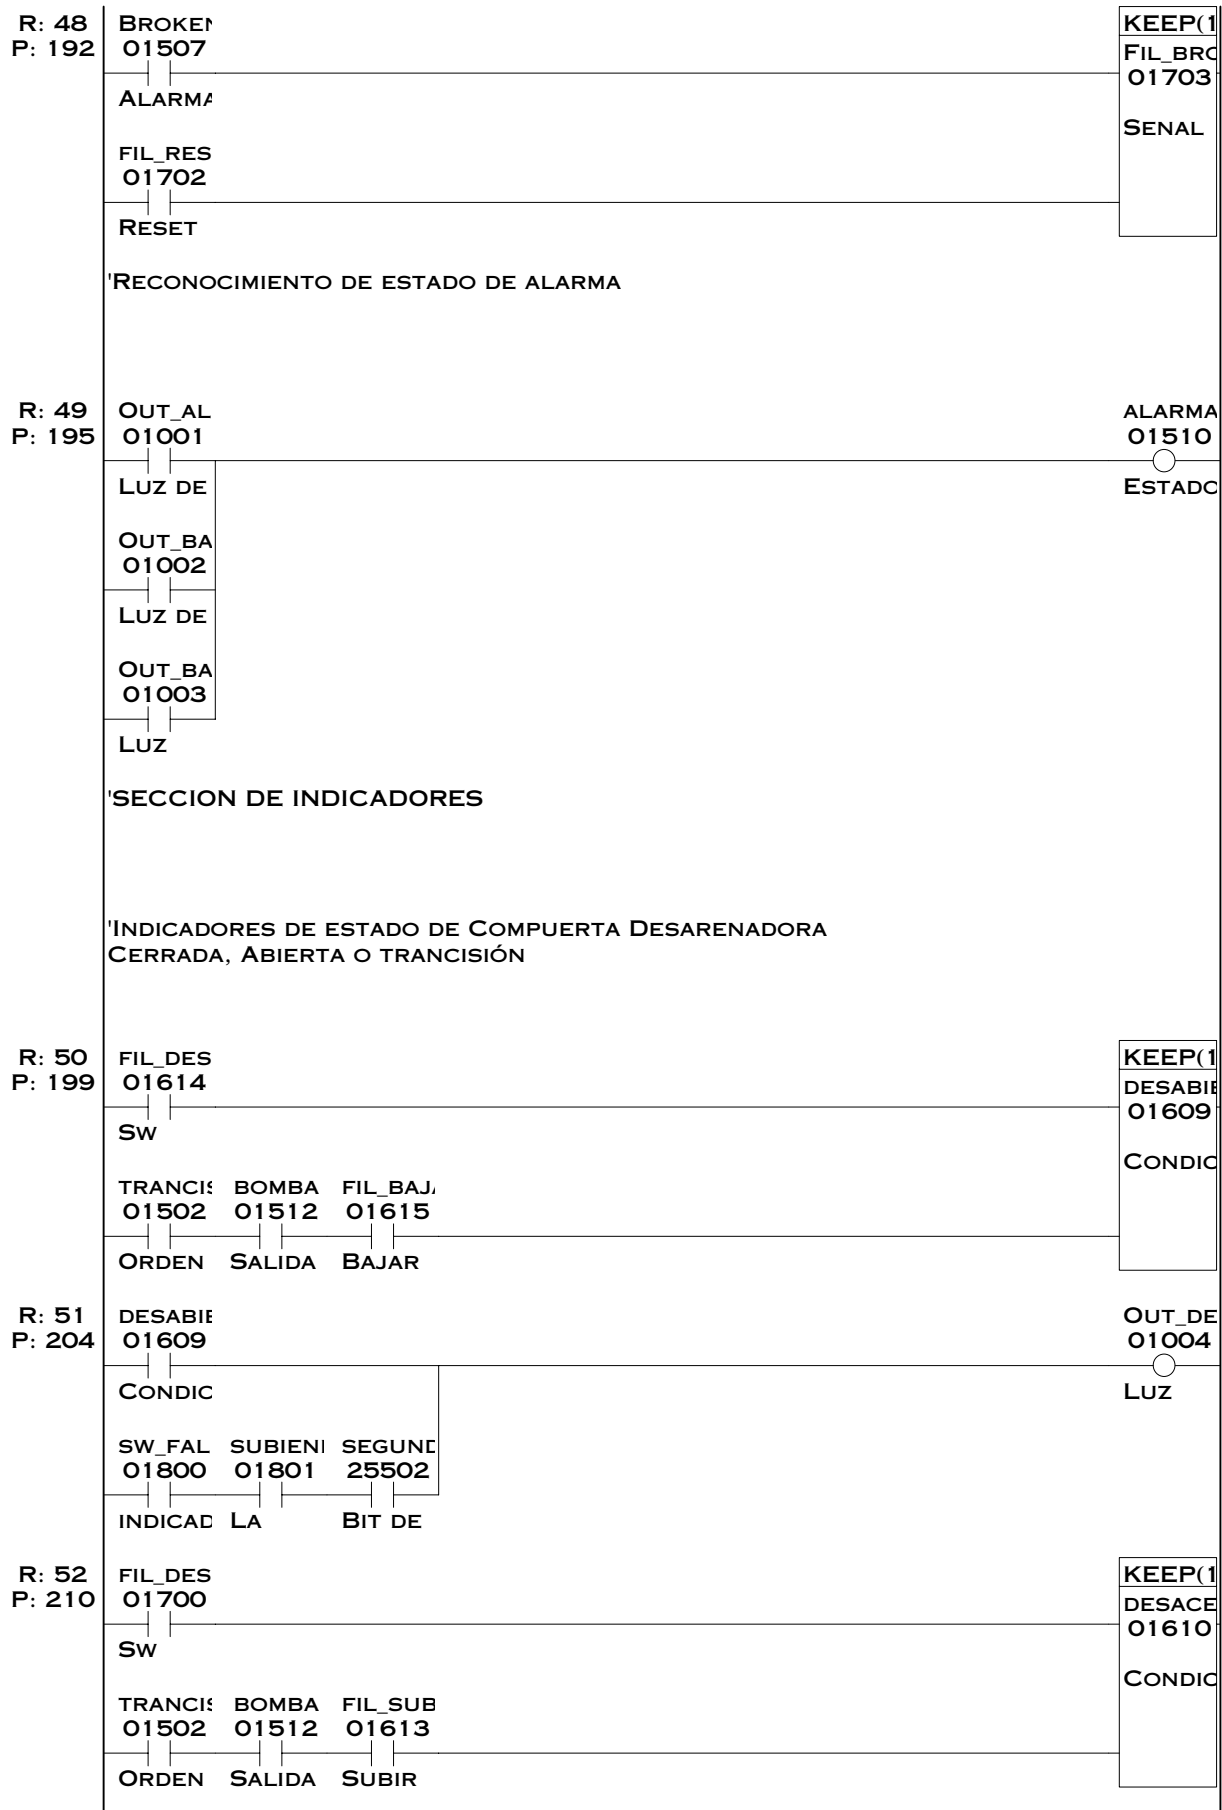 R: 48 BROKEN KEEP(1
P: 192 01507 FIL_BRO
01703
ALARMA
SENAL
FIL_RES
01702
RESET
'RECONOCIMIENTO DE ESTADO DE ALARMA
R: 49 OUT_AL ALARMA
P: 195 01001 01510
LUZ DE ESTADO
OUT_BA
01002
LUZ DE
OUT_BA
01003
LUZ
'SECCION DE INDICADORES
'INDICADORES DE ESTADO DE COMPUERTA DESARENADORA
CERRADA, ABIERTA O TRANCISIÓN
R: 50 FIL_DES KEEP(1
P: 199 01614 DESABIE
01609
SW
CONDIC
TRANCIS BOMBA FIL_BAJA
01502 01512 01615
ORDEN SALIDA BAJAR
R: 51 DESABIE OUT_DE
P: 204 01609 01004
CONDIC LUZ
SW_FAL SUBIEN SEGUND
01800 01801 25502
INDICAD LA BIT DE
R: 52 FIL_DES KEEP(1
P: 210 01700 DESACE
01610
SW
CONDIC
TRANCIS BOMBA FIL_SUB
01502 01512 01613
ORDEN SALIDA SUBIR